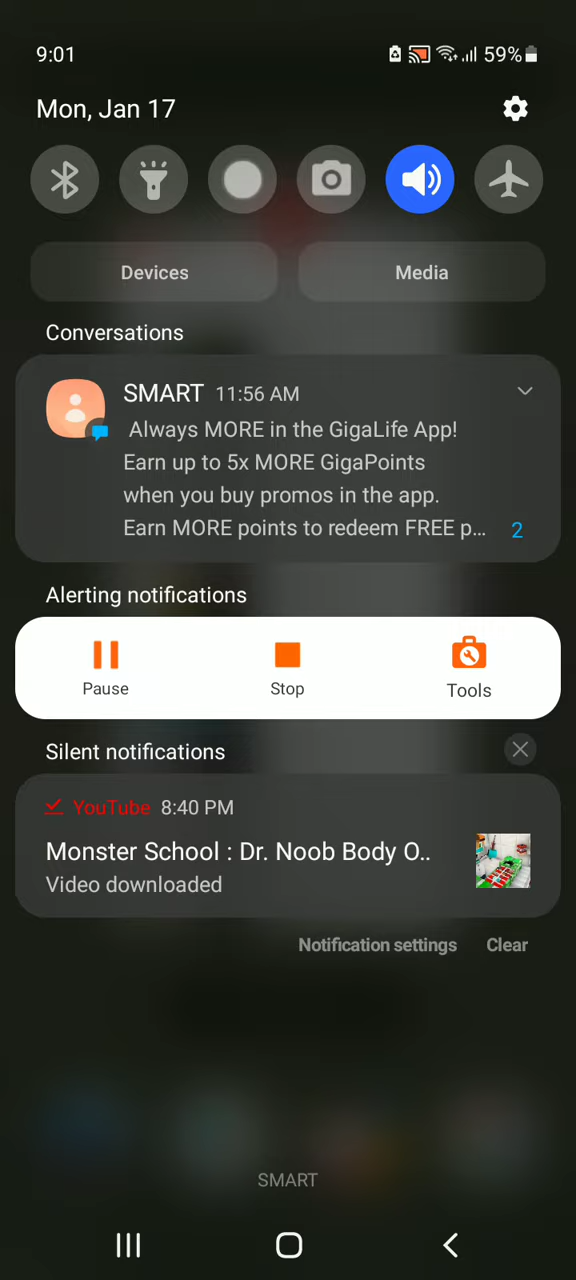 9:01 59%
Mon, Jan 17
Devices Media
Conversations
SMART 11:56 AM
Always MORE in the GigaLife App!
Earn up to 5x MORE GigaPoints
when you buy promos in the app.
Earn MORE points to redeem FREE p... 2
Alerting notifications
Pause Stop Tools
Silent notifications
YouTube 8:40 PM
Monster School : Dr. Noob Body O..
Video downloaded
Notification settings Clear
SMART